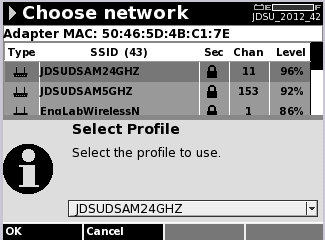 Choose network
JDSU_2012_42
Adapter MAC: 50:46:5D:4B:C1:7E
Type SSID (43) Sec Chan Level
JDSUDSAM24GHZ 11 96%
JDSUDSAM5GHZ 153 92%
EngLabWirelessN 1 86%
Select Profile
Select the profile to use.
JDSUDSAM24GHZ
OK Cancel